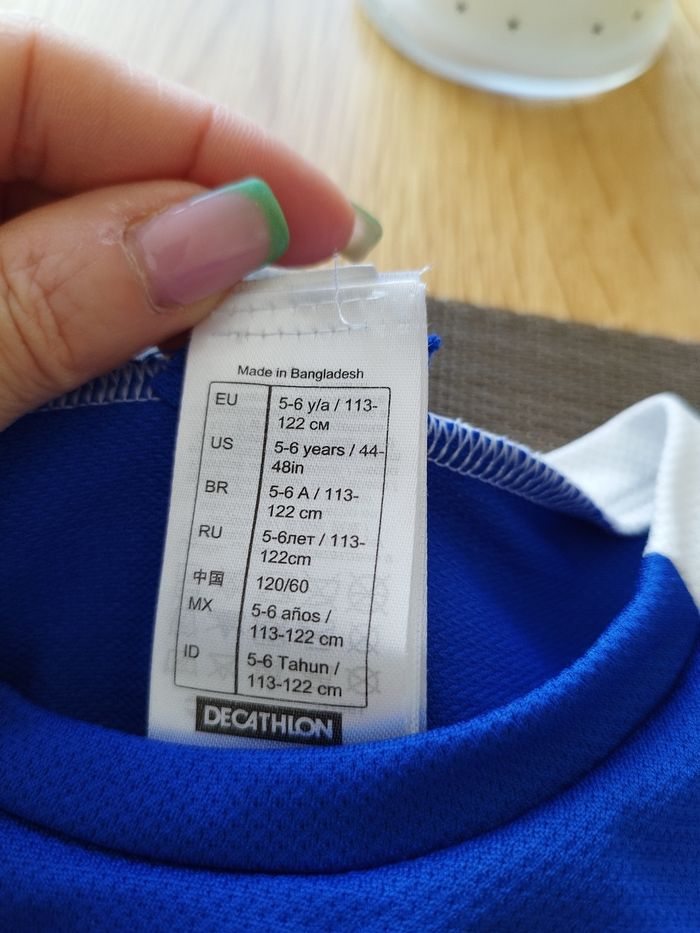 Made in Bangladesh
EU 5-6 y/a / 113-
122 см
US 5-6 years / 44-
48in
BR 5-6 A / 113-
122 cm
RU 5-6лет / 113-
122cm
中国 120/60
MX 5-6 años /
113-122 cm
ID 5-6 Tahun /
113-122 cm
DECATHLON